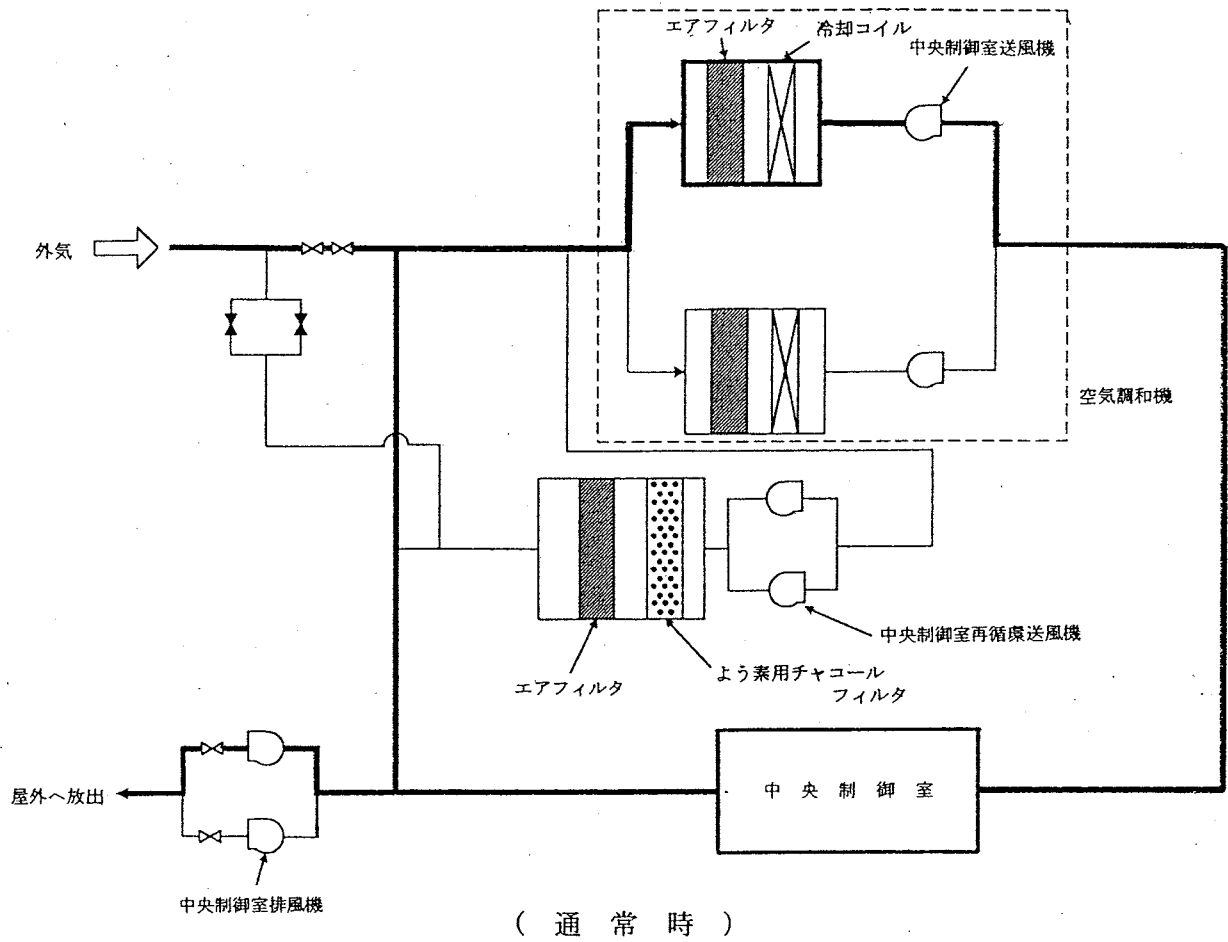 エアフィルタ
冷却コイル
中央制御室送風機
外気
空気調和機
中央制御室再循環送風機
エアフィルタ
よう素用チャコール
フィルタ
屋外へ放出
中央制御室
中央制御室排風機
(通常時)